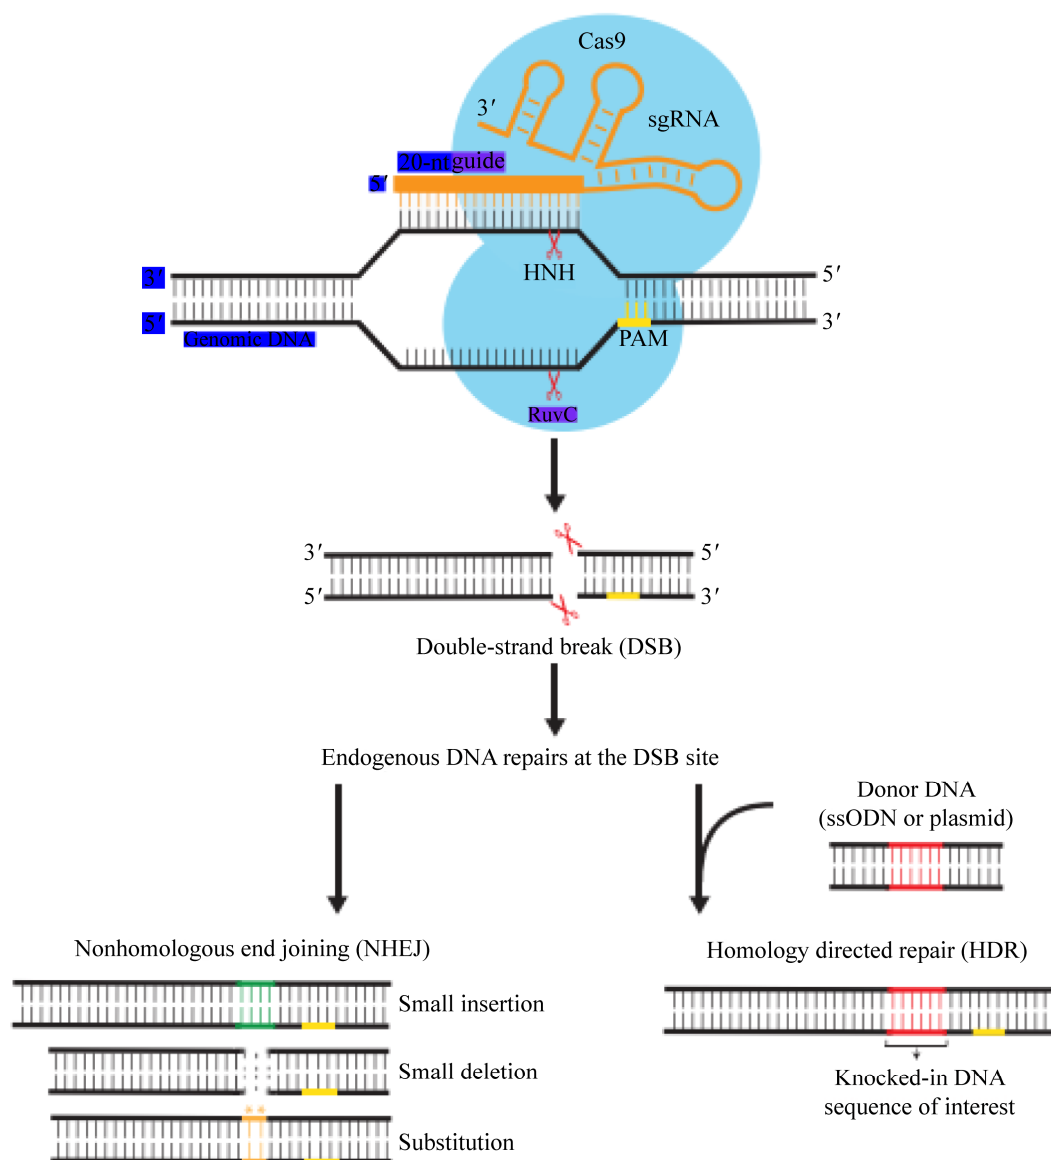 Cas9
3′
sgRNA
20-nt guide
5′
HNH
3′
5′
5′
3′
Genomic DNA
PAM
RuvC
3′
5′
5′
3′
Double-strand break (DSB)
Endogenous DNA repairs at the DSB site
Donor DNA
(ssODN or plasmid)
Nonhomologous end joining (NHEJ)
Homology directed repair (HDR)
Small insertion
Small deletion
Knocked-in DNA
sequence of interest
Substitution